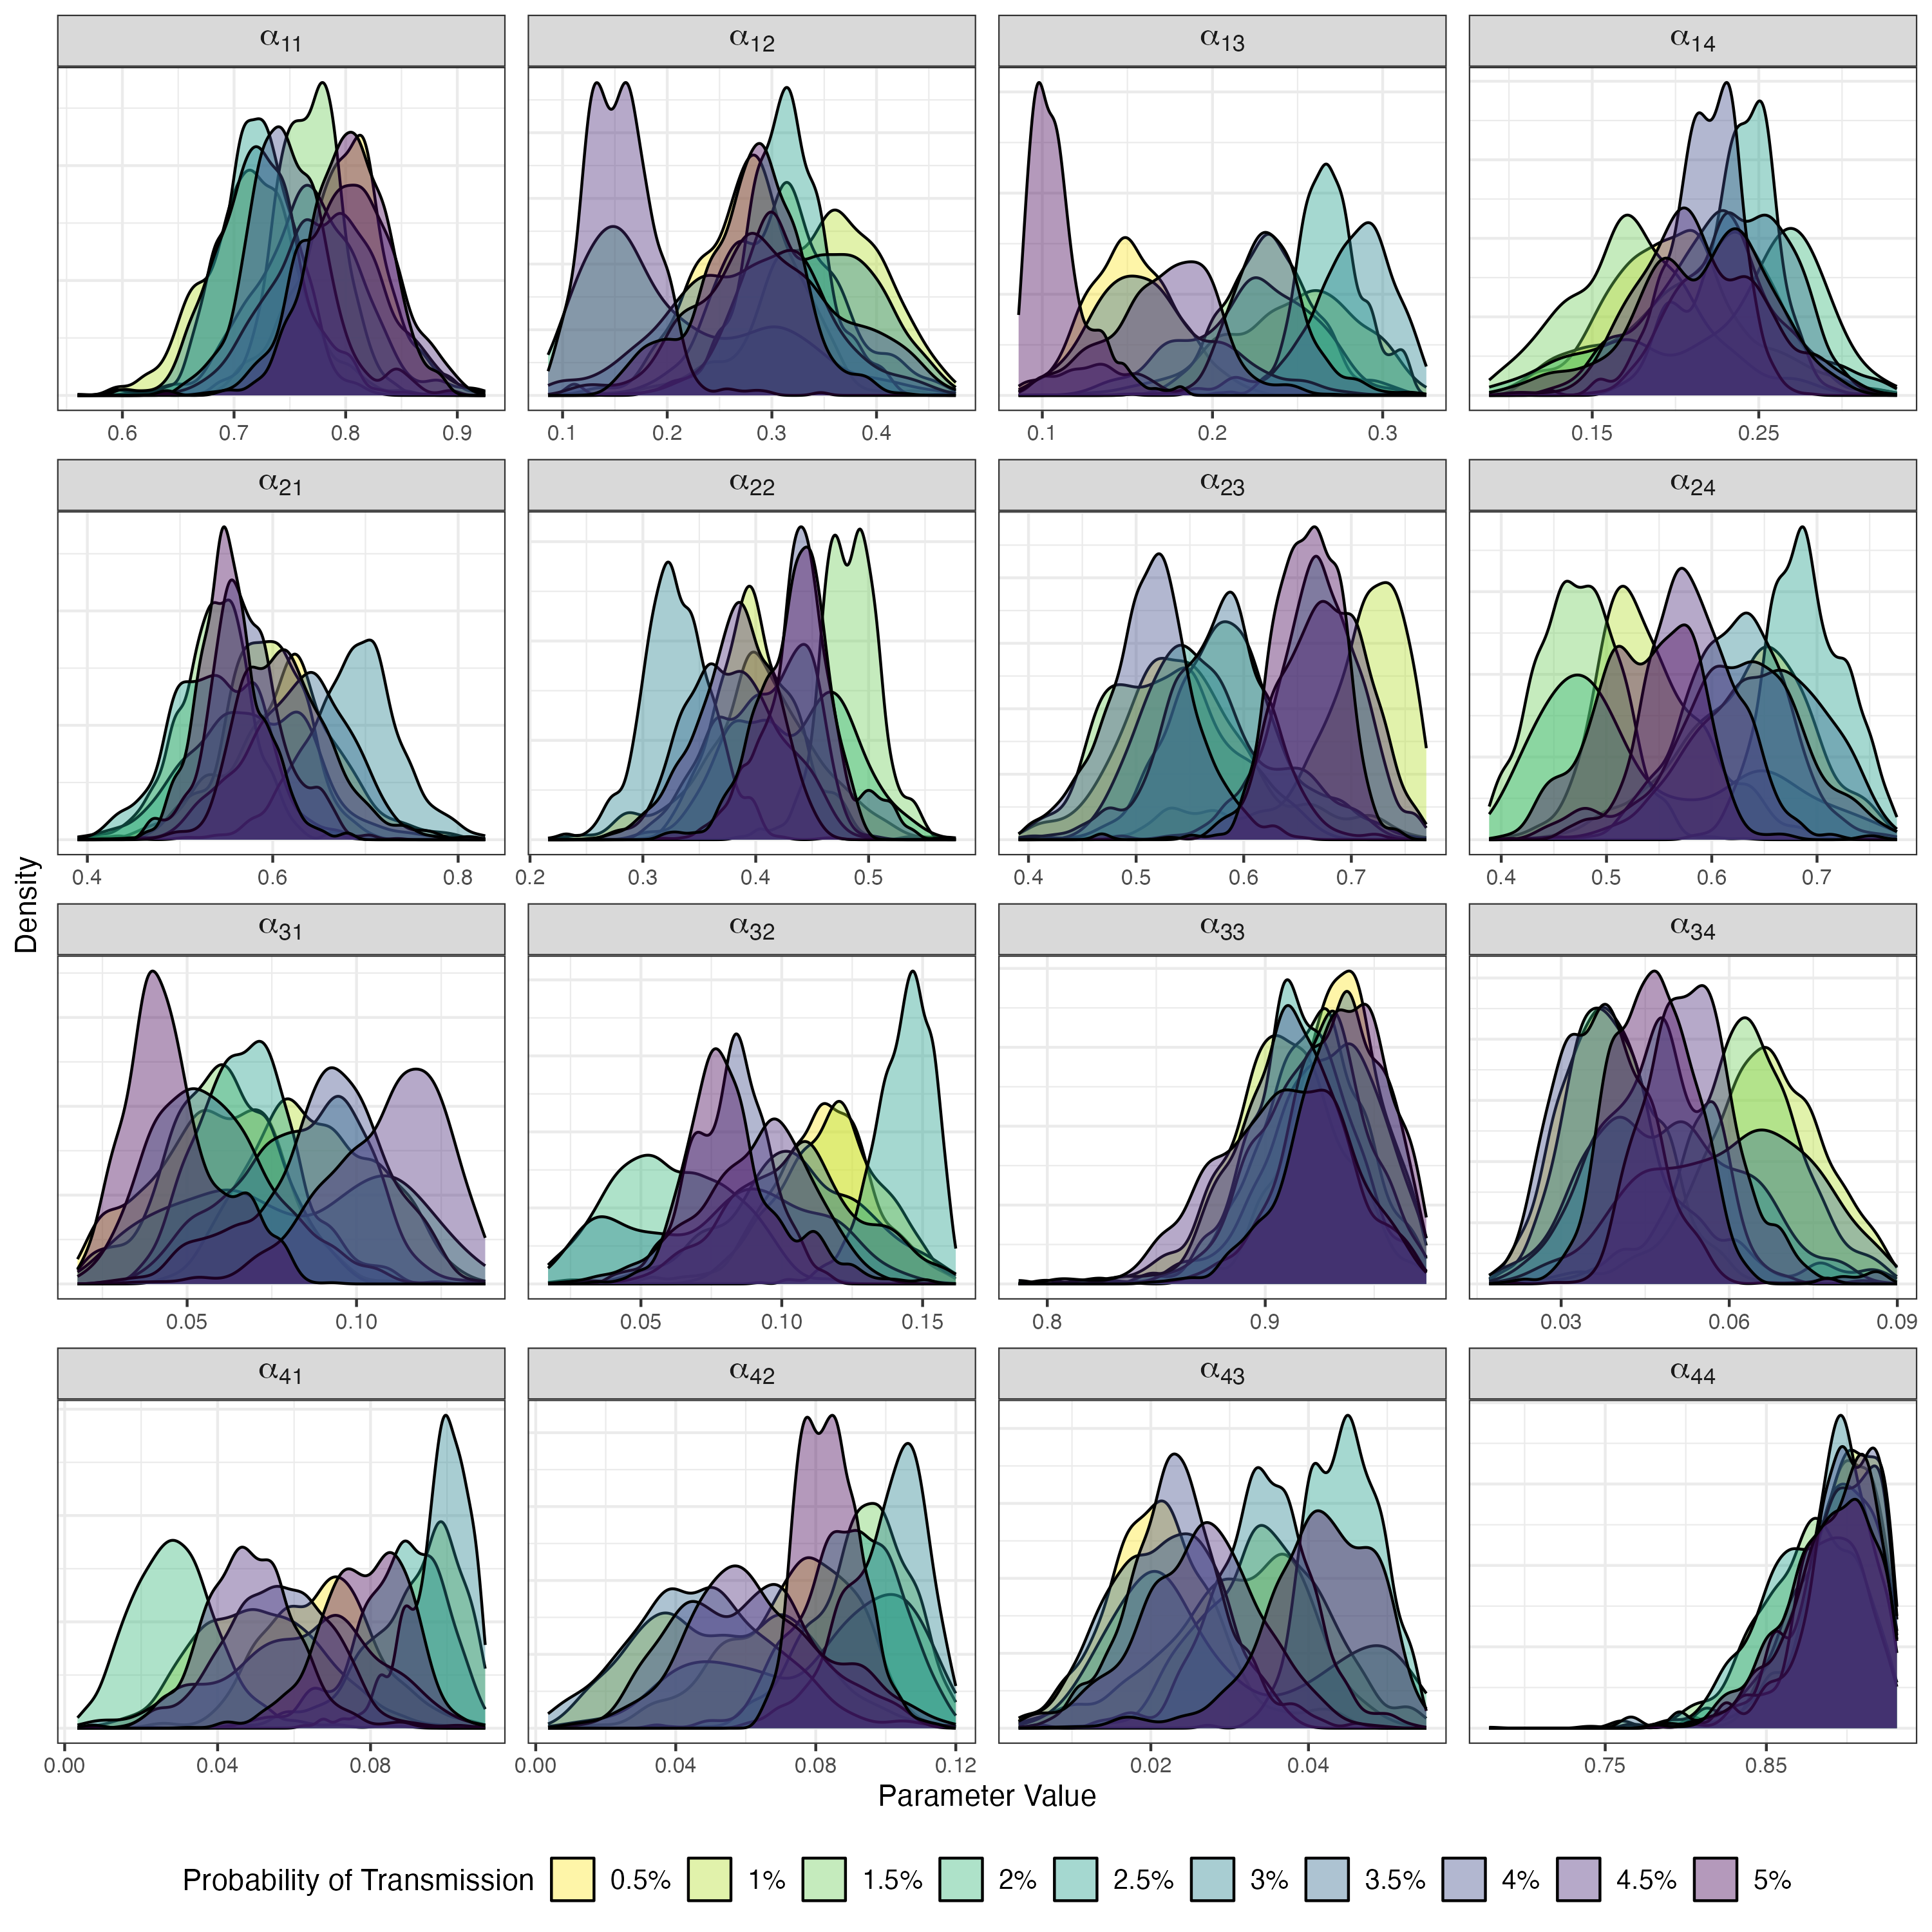 α11 α12 α13 α14
0.6 0.7 0.8 0.9 0.1 0.2 0.3 0.4 0.1 0.2 0.3 0.15 0.25
α21 α22 α23 α24
0.4 0.6 0.8 0.2 0.3 0.4 0.5 0.4 0.5 0.6 0.7 0.4 0.5 0.6 0.7
Density
α31 α32 α33 α34
0.05 0.10 0.05 0.10 0.15 0.8 0.9 0.03 0.06 0.09
α41 α42 α43 α44
0.00 0.04 0.08 0.00 0.04 0.08 0.12 0.02 0.04 0.75 0.85
Parameter Value
Probability of Transmission 0.5% 1% 1.5% 2% 2.5% 3% 3.5% 4% 4.5% 5%